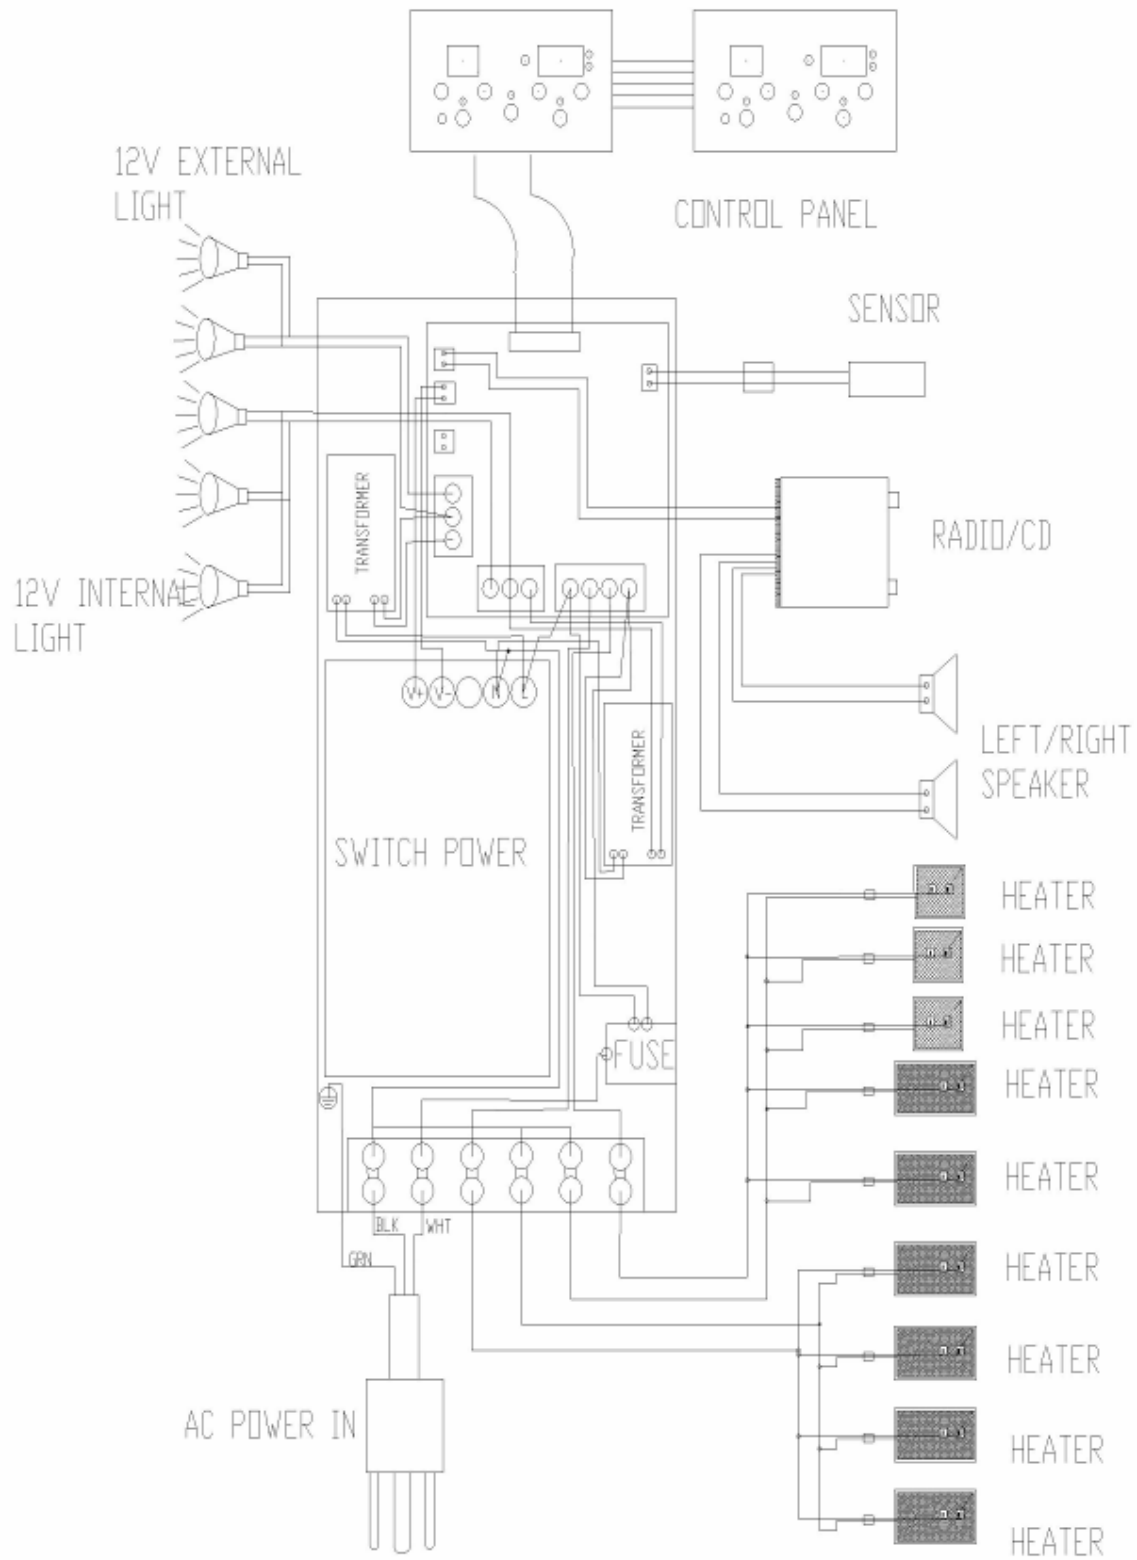 12V EXTERNAL
LIGHT
CONTROL PANEL
SENSOR
TRANSFORMER
RADIO/CD
12V INTERNAL
LIGHT
V+ V- N L
LEFT/RIGHT
SPEAKER
TRANSFORMER
SWITCH POWER
HEATER
HEATER
HEATER
FUSE
HEATER
HEATER
BLK WHT
GRN
HEATER
HEATER
AC POWER IN
HEATER
HEATER